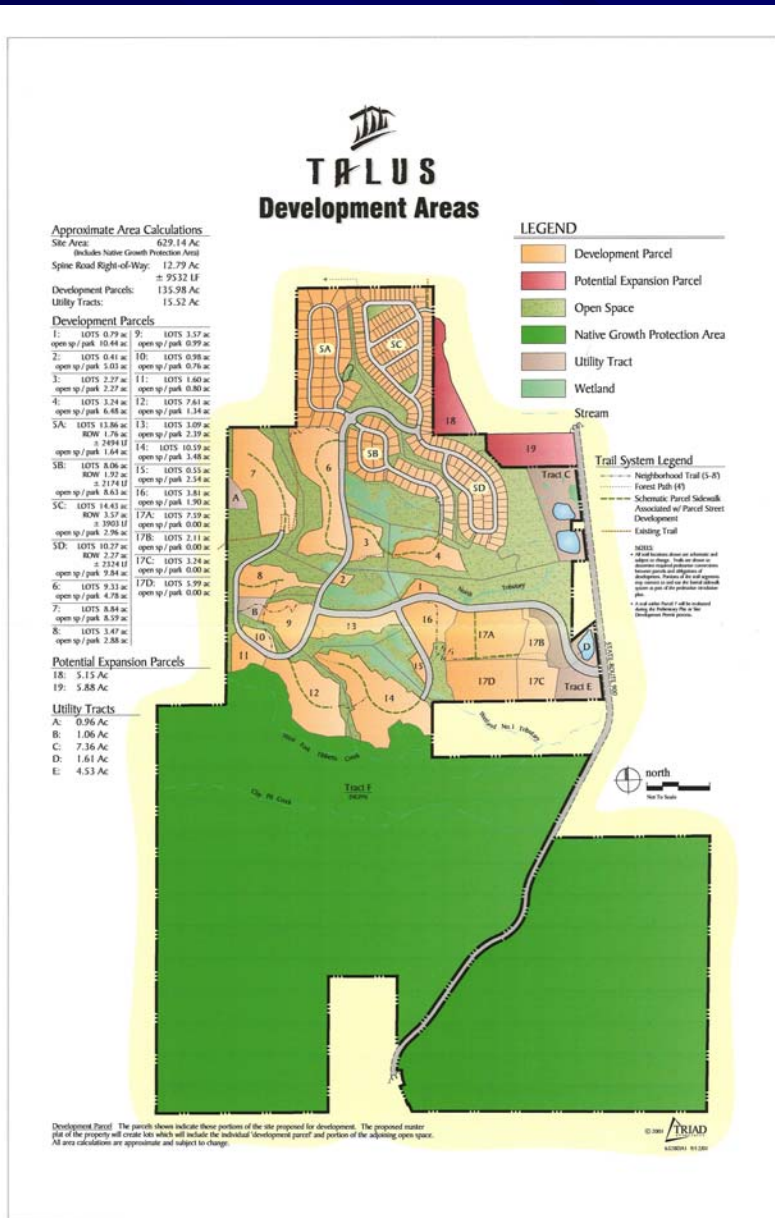 TALUS
Development Areas
Approximate Area Calculations
Site Area: 629.14 Ac
(Includes Native Growth Protection Area)
Spine Road Right-of-Way: 12.79 Ac
± 9532 LF
Development Parcels: 135.98 Ac
Utility Tracts: 15.52 Ac
Development Parcels
1: LOTS 0.79 ac
open sp / park 10.44 ac
2: LOTS 0.41 ac
open sp / park 5.03 ac
3: LOTS 2.27 ac
open sp / park 2.27 ac
4: LOTS 3.24 ac
open sp / park 6.48 ac
5A: LOTS 13.86 ac
ROW 1.76 ac
± 2494 Lf
open sp / park 1.64 ac
5B: LOTS 8.06 ac
ROW 1.92 ac
± 2174 Lf
open sp / park 8.63 ac
5C: LOTS 14.43 ac
ROW 3.57 ac
± 3903 Lf
open sp / park 2.96 ac
5D: LOTS 10.27 ac
ROW 2.27 ac
± 2324 Lf
open sp / park 9.84 ac
6: LOTS 9.33 ac
open sp / park 4.78 ac
7: LOTS 8.84 ac
open sp / park 8.59 ac
8: LOTS 3.47 ac
open sp / park 2.88 ac
9: LOTS 3.57 ac
open sp / park 0.99 ac
10: LOTS 0.98 ac
open sp / park 0.76 ac
11: LOTS 1.60 ac
open sp / park 0.80 ac
12: LOTS 7.61 ac
open sp / park 1.34 ac
13: LOTS 3.09 ac
open sp / park 2.39 ac
14: LOTS 10.59 ac
open sp / park 3.48 ac
15: LOTS 0.55 ac
open sp / park 2.54 ac
16: LOTS 3.81 ac
open sp / park 1.90 ac
17A: LOTS 7.59 ac
open sp / park 0.00 ac
17B: LOTS 2.11 ac
open sp / park 0.00 ac
17C: LOTS 3.24 ac
open sp / park 0.00 ac
17D: LOTS 5.99 ac
open sp / park 0.00 ac
Potential Expansion Parcels
18: 5.15 Ac
19: 5.88 Ac
Utility Tracts
A: 0.96 Ac
B: 1.06 Ac
C: 7.36 Ac
D: 1.61 Ac
E: 4.53 Ac
LEGEND
Development Parcel
Potential Expansion Parcel
Open Space
Native Growth Protection Area
Utility Tract
Wetland
Stream
Trail System Legend
Neighborhood Trail (5-8')
Forest Path (4')
Schematic Parcel Sidewalk
Associated w/ Parcel Street
Development
Existing Trail
NOTES:
5A
5C
18
19
5B
7
6
5D
Tract C
A
3
4
8
2
North Tributary
B
9
13
16
17A
17B
D
10
11
15
12
14
17D
17C
Tract E
STATE ROUTE 900
Wetland No.1 Tributary
West Fork Tibbetts Creek
Clay Pit Creek
Tract F
(NGPA)
north
Not To Scale
Development Parcel The parcels shown indicate those portions of the site proposed for development. The proposed master
plat of the property will create lots which will include the individual 'development parcel' and portion of the adjoining open space.
All area calculations are approximate and subject to change.
© 2001 TRIAD